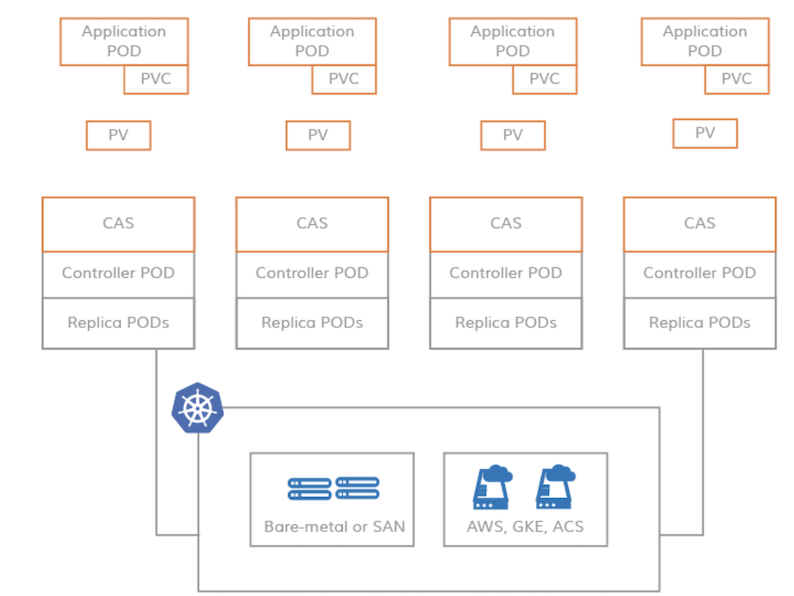 Application
POD
PVC
Application
POD
PVC
Application
POD
PVC
Application
POD
PVC
PV
PV
PV
PV
CAS
CAS
CAS
CAS
Controller POD
Controller POD
Controller POD
Controller POD
Replica PODs
Replica PODs
Replica PODs
Replica PODs
Bare-metal or SAN
AWS, GKE, ACS